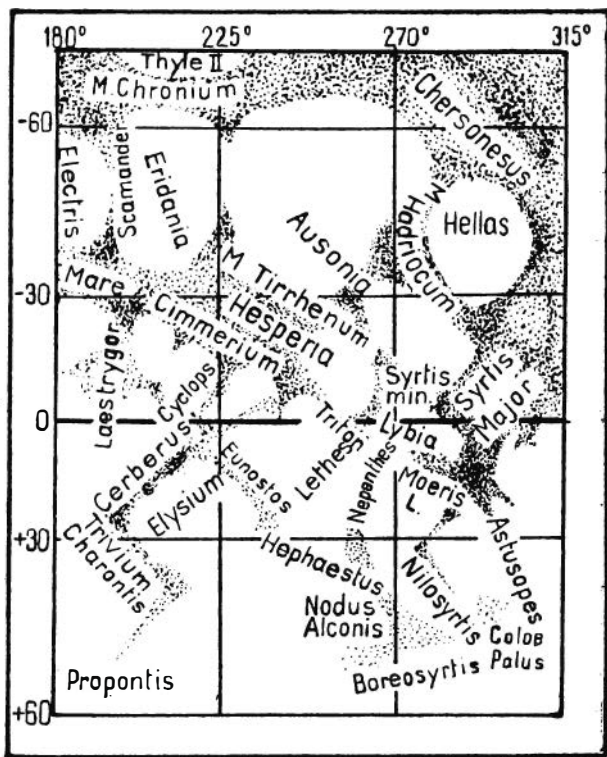 180° 225° 270° 315°
Thyle II
M. Chronium
Chersonesus
-60
Electris
Scamander
Eridania
Ausonia
M. Hadriocum
Hellas
-30
Mare Cimmerium
M. Tirrhenum
Hesperia
Laestrygon
Cyclops
Syrtis
min.
Syrtis
Major
0
Cerberus
Triton
Lybia
Eunostos
Lethes
Nepenthes
Moeris
L.
Elysium
Astusapes
+30
Trivium
Charontis
Hephaestus
Nilosyrtis
Nodus
Alconis
Coloe
Palus
Boreosyrtis
Propontis
+60